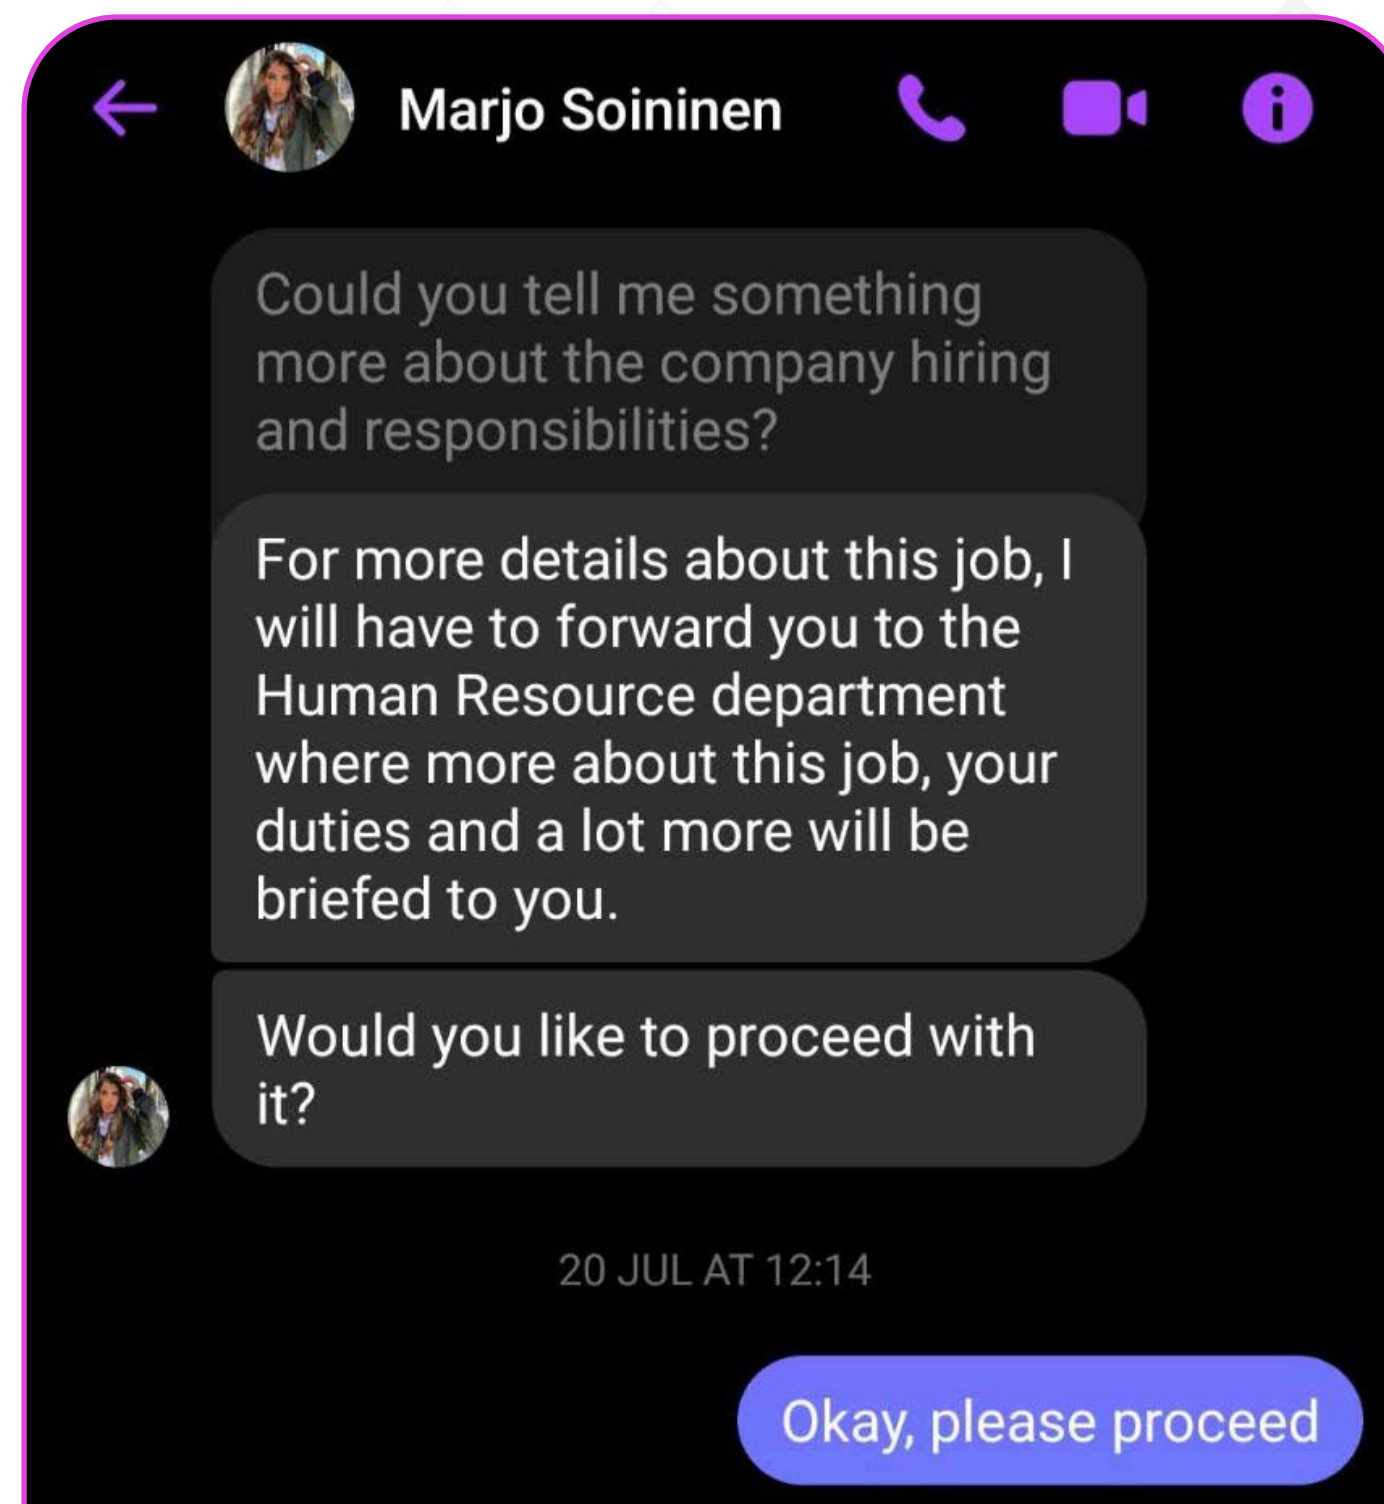 Marjo Soininen
Could you tell me something
more about the company hiring
and responsibilities?
For more details about this job, I
will have to forward you to the
Human Resource department
where more about this job, your
duties and a lot more will be
briefed to you.
Would you like to proceed with
it?
20 JUL AT 12:14
Okay, please proceed